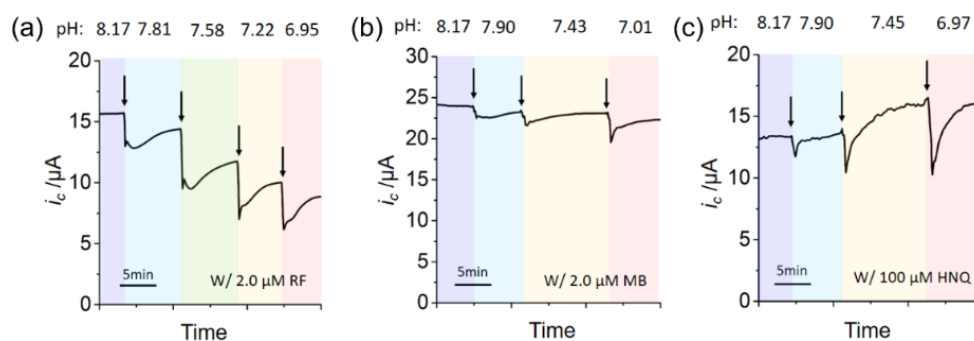 (a) pH: 8.17 7.81 7.58 7.22 6.95
20
15
10
5
0
i_c /µA
5min
W/ 2.0 µM RF
Time
(b) pH: 8.17 7.90 7.43 7.01
30
25
20
15
10
5
0
i_c /µA
5min
W/ 2.0 µM MB
Time
(c) pH: 8.17 7.90 7.45 6.97
20
15
10
5
0
i_c /µA
5min
W/ 100 µM HNQ
Time